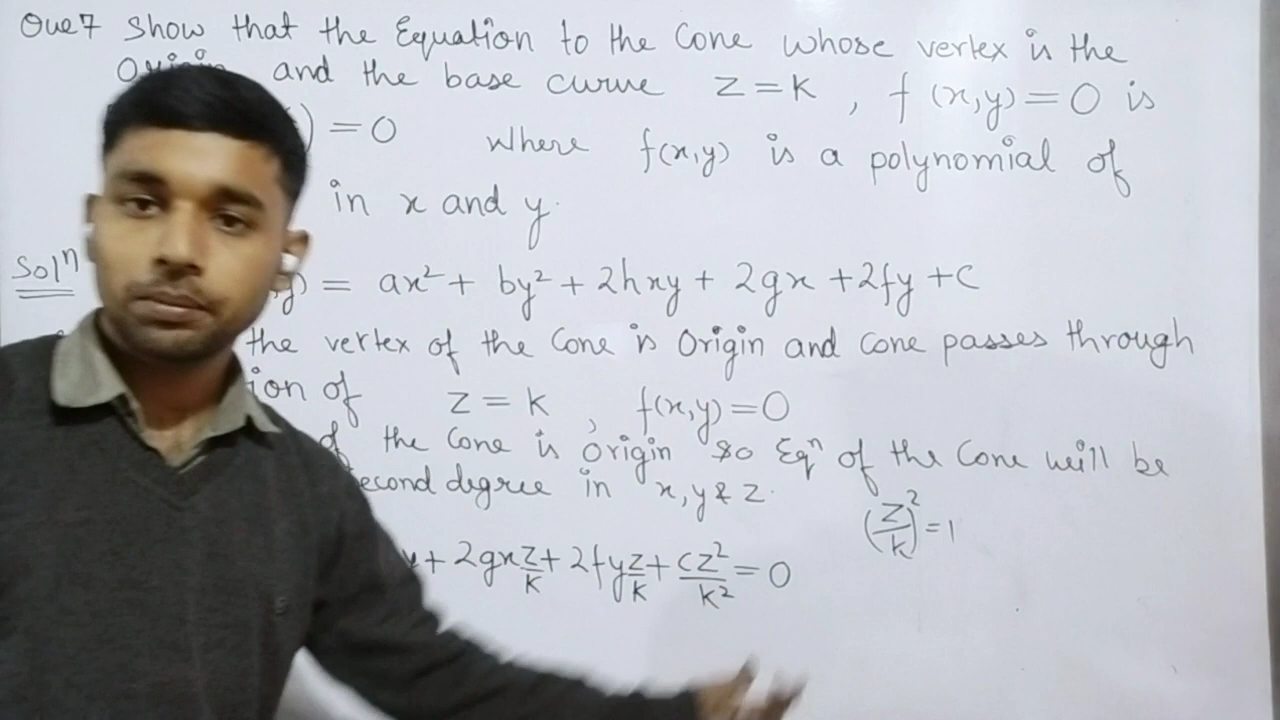 Que 7 Show that the Equation to the Cone whose vertex is the
Origin and the base curve z = k , f (x,y) = 0 is
) = 0 where f(x,y) is a polynomial of
in x and y.
Solⁿ y) = ax² + by² + 2hxy + 2gx + 2fy + c
the vertex of the Cone is Origin and cone passes through
ion of z = k , f(x,y) = 0
of the Cone is origin so Eqⁿ of the Cone will be
econd degree in x, y & z.
(z/k)² = 1
+ 2gx z/k + 2fy z/k + cz²/k² = 0